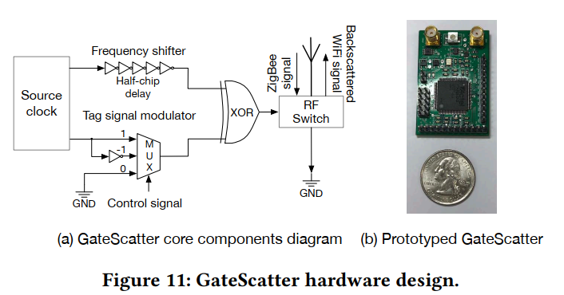 Frequency shifter
Half-chip
delay
Source
clock
Tag signal modulator
1
-1
0
M
U
X
GND
Control signal
XOR
ZigBee
signal
Backscattered
WiFi signal
RF
Switch
GND
(a) GateScatter core components diagram
(b) Prototyped GateScatter
Figure 11: GateScatter hardware design.